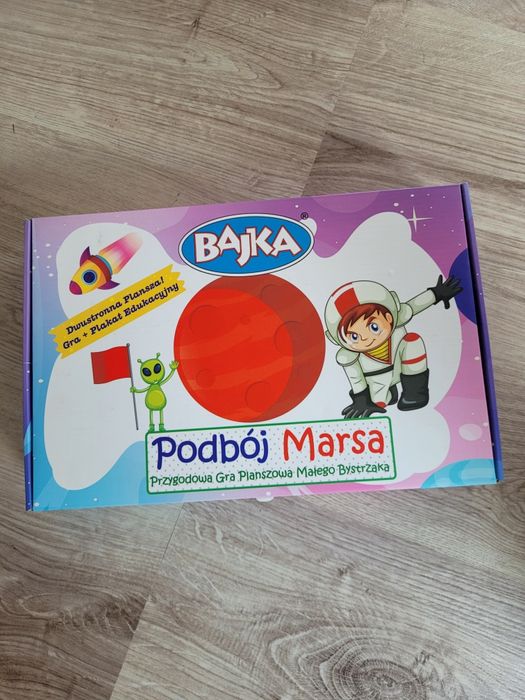 BAJKA®
Dwustronna Plansza!
Gra + Plakat Edukacyjny
Podbój Marsa
Przygodowa Gra Planszowa Małego Bystrzaka